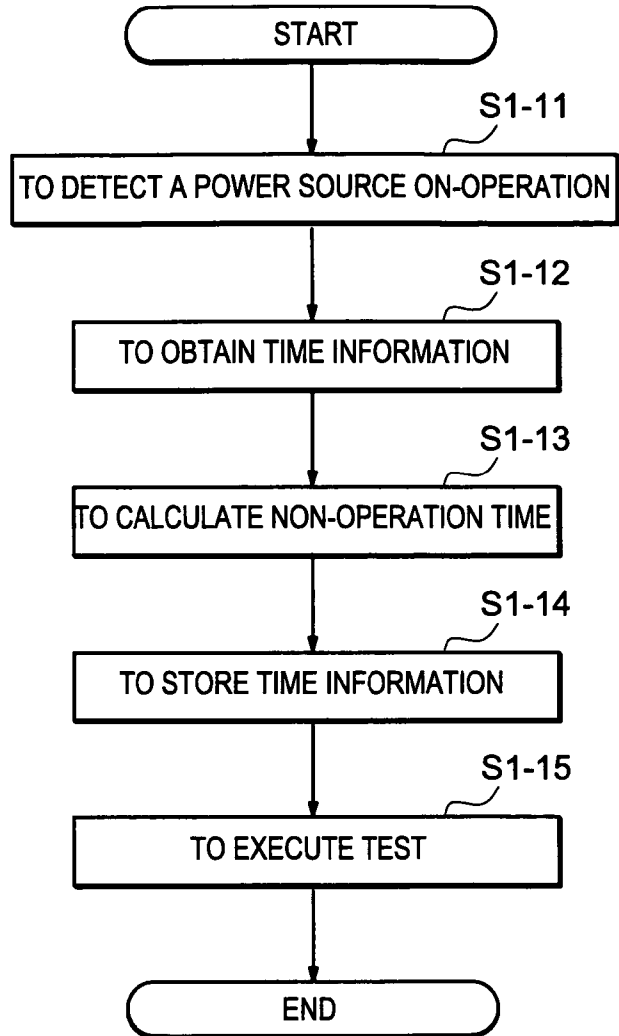 START
S1-11
TO DETECT A POWER SOURCE ON-OPERATION
S1-12
TO OBTAIN TIME INFORMATION
S1-13
TO CALCULATE NON-OPERATION TIME
S1-14
TO STORE TIME INFORMATION
S1-15
TO EXECUTE TEST
END